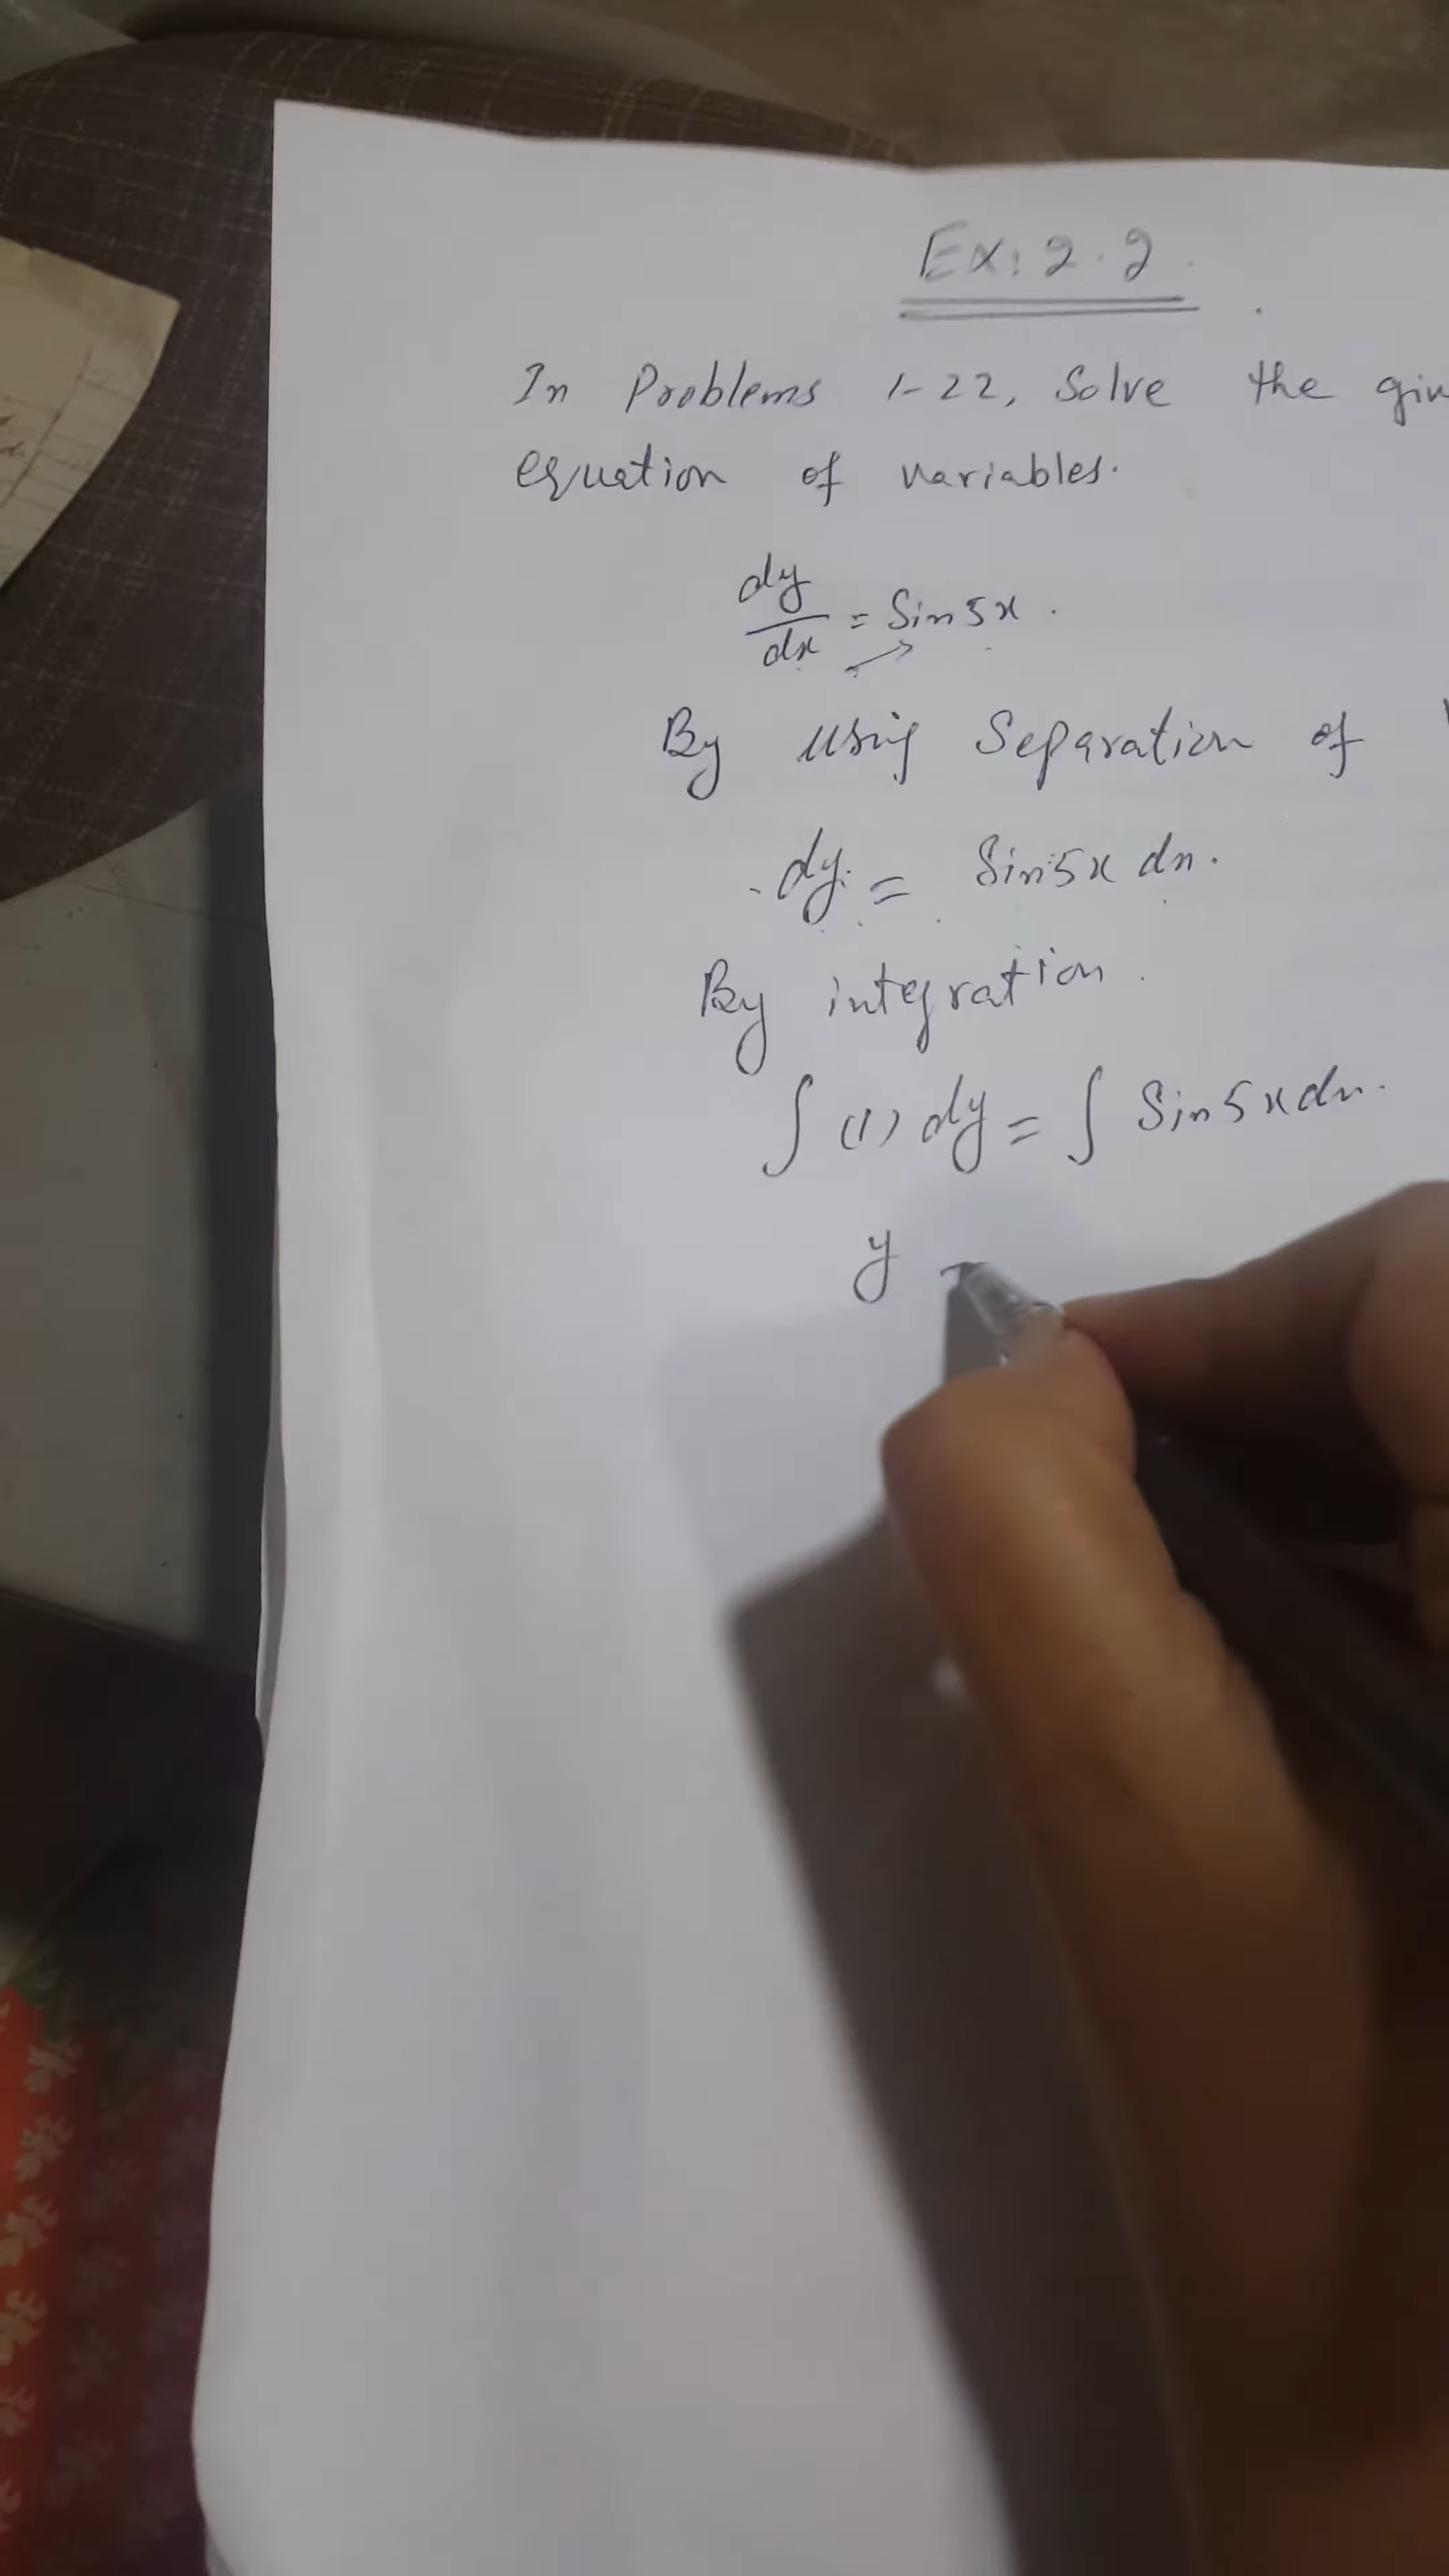 Ex: 2.2
In Problems 1-22, Solve the
equation of variables.
dy/dx = Sin5x.
By using Separation of
dy = Sin5x dx.
By integration.
∫ (1) dy = ∫ Sin5x dx.
y